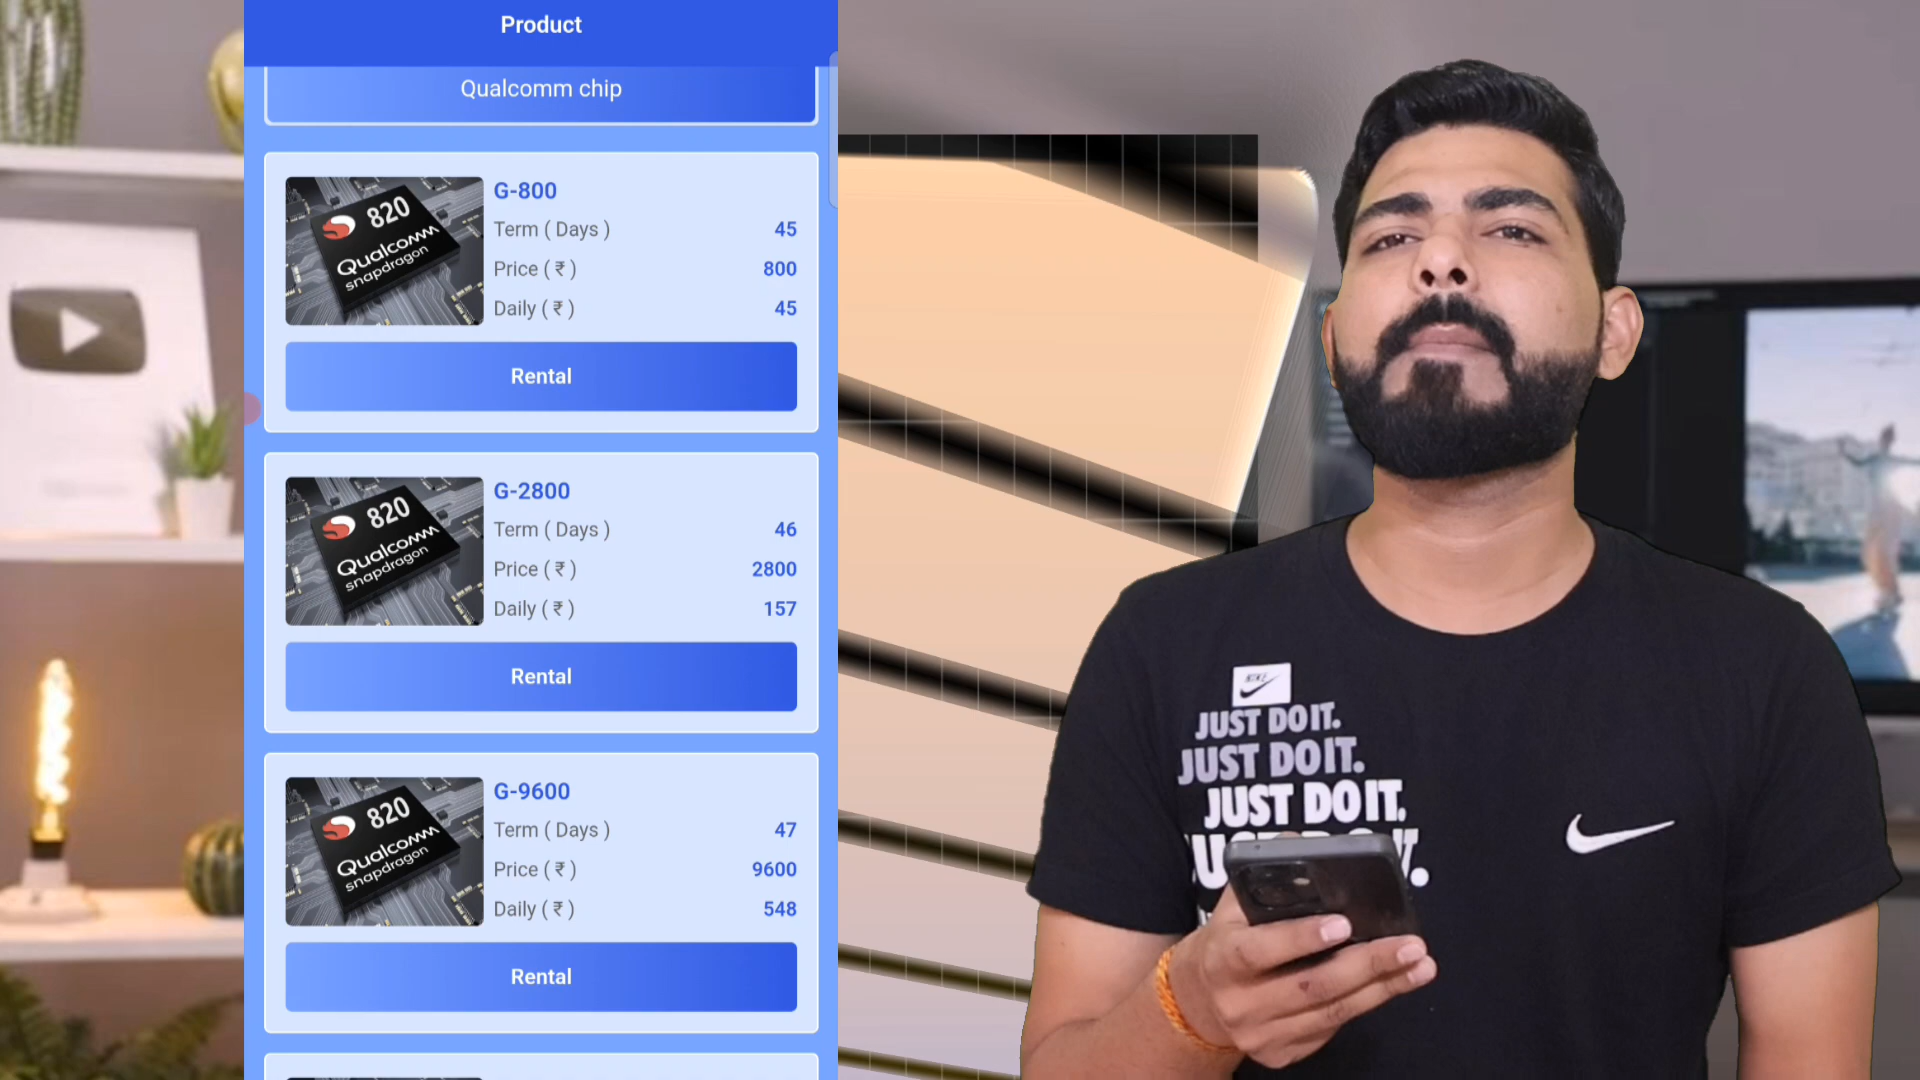 Product
Qualcomm chip
820
Qualcomm
snapdragon
G-800
Term ( Days )
45
Price ( ₹ )
800
Daily ( ₹ )
45
Rental
820
Qualcomm
snapdragon
G-2800
Term ( Days )
46
Price ( ₹ )
2800
Daily ( ₹ )
157
Rental
820
Qualcomm
snapdragon
G-9600
Term ( Days )
47
Price ( ₹ )
9600
Daily ( ₹ )
548
Rental
NIKE
JUST DO IT.
JUST DO IT.
JUST DO IT.